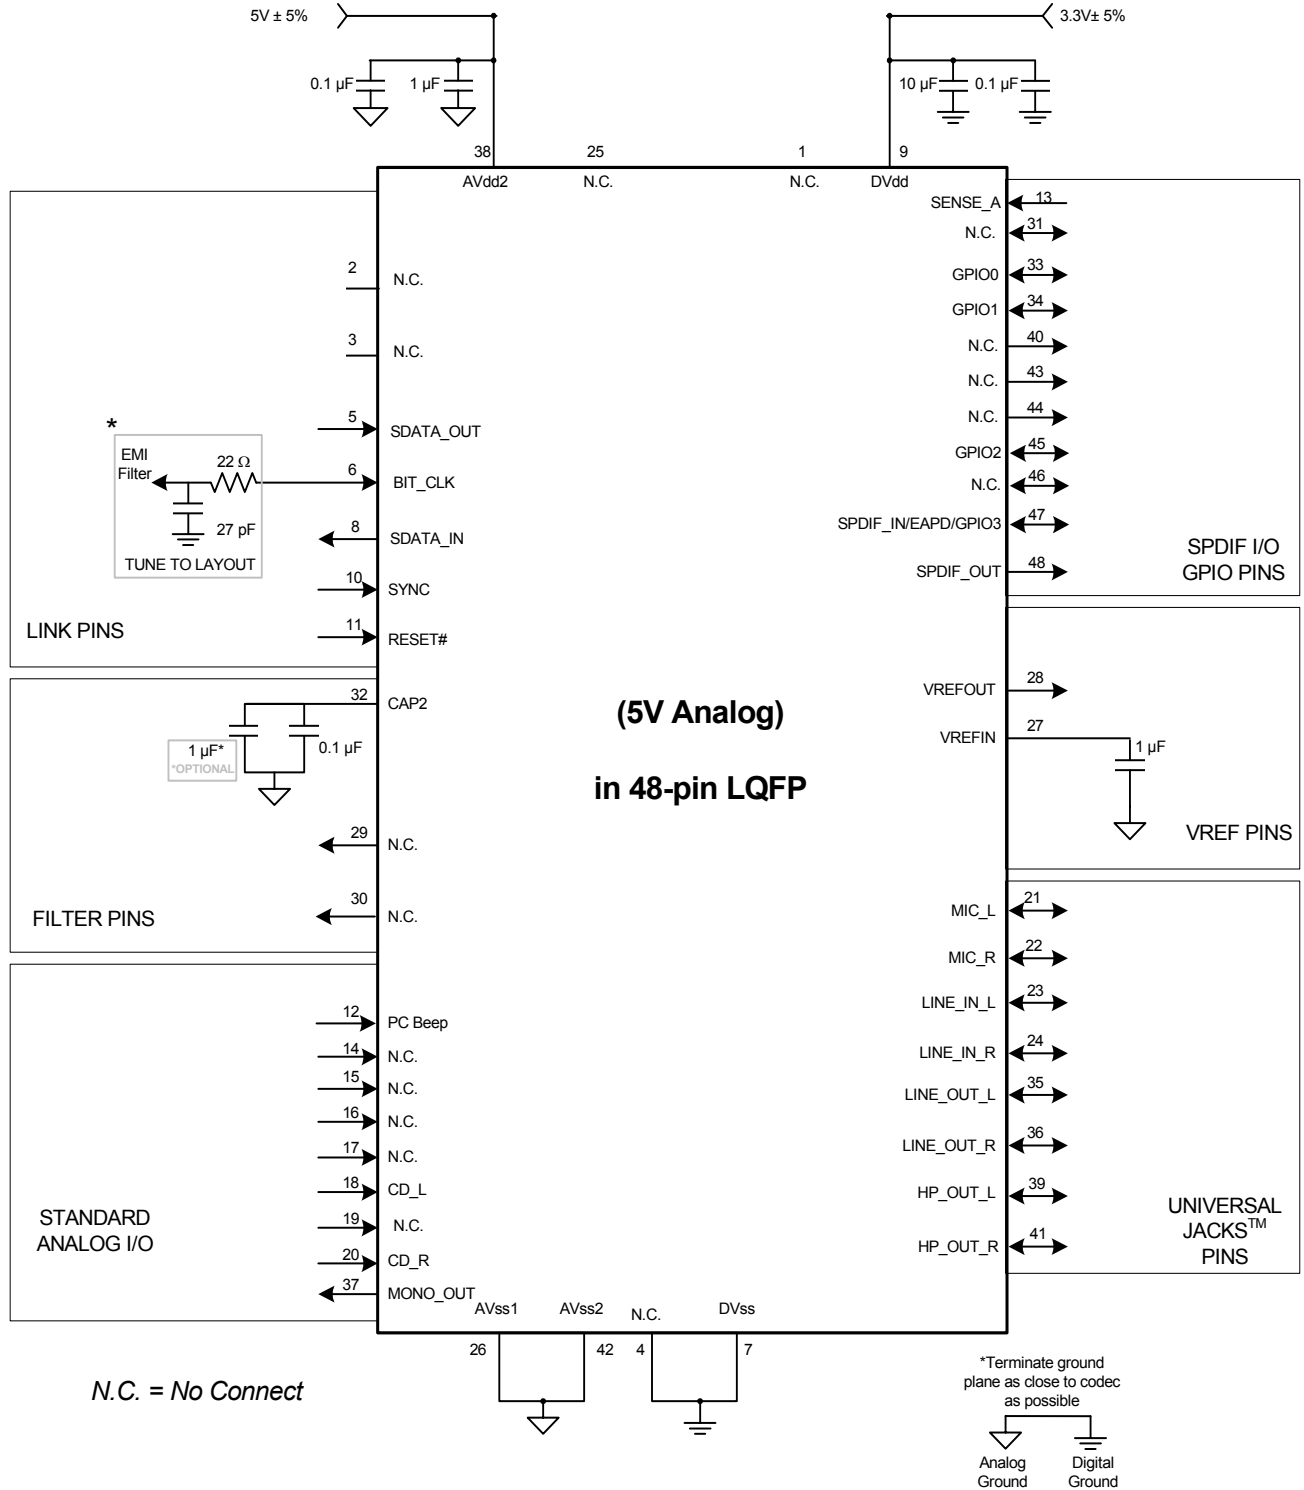 5V ± 5%
3.3V± 5%
0.1 µF
1 µF
10 µF
0.1 µF
38
25
1
9
AVdd2
N.C.
N.C.
DVdd
2
N.C.
3
N.C.
5
SDATA_OUT
*
EMI
Filter
22 Ω
27 pF
TUNE TO LAYOUT
6
BIT_CLK
8
SDATA_IN
10
SYNC
11
RESET#
LINK PINS
32
CAP2
1 µF*
*OPTIONAL
0.1 µF
29
N.C.
30
N.C.
FILTER PINS
12
PC Beep
14
N.C.
15
N.C.
16
N.C.
17
N.C.
18
CD_L
19
N.C.
20
CD_R
37
MONO_OUT
STANDARD
ANALOG I/O
(5V Analog)
in 48-pin LQFP
SENSE_A
13
N.C.
31
GPIO0
33
GPIO1
34
N.C.
40
N.C.
43
N.C.
44
GPIO2
45
N.C.
46
SPDIF_IN/EAPD/GPIO3
47
SPDIF_OUT
48
SPDIF I/O
GPIO PINS
VREFOUT
28
VREFIN
27
1 µF
VREF PINS
MIC_L
21
MIC_R
22
LINE_IN_L
23
LINE_IN_R
24
LINE_OUT_L
35
LINE_OUT_R
36
HP_OUT_L
39
HP_OUT_R
41
UNIVERSAL
JACKS™
PINS
AVss1
AVss2
N.C.
DVss
26
42
4
7
N.C. = No Connect
*Terminate ground
plane as close to codec
as possible
Analog
Ground
Digital
Ground